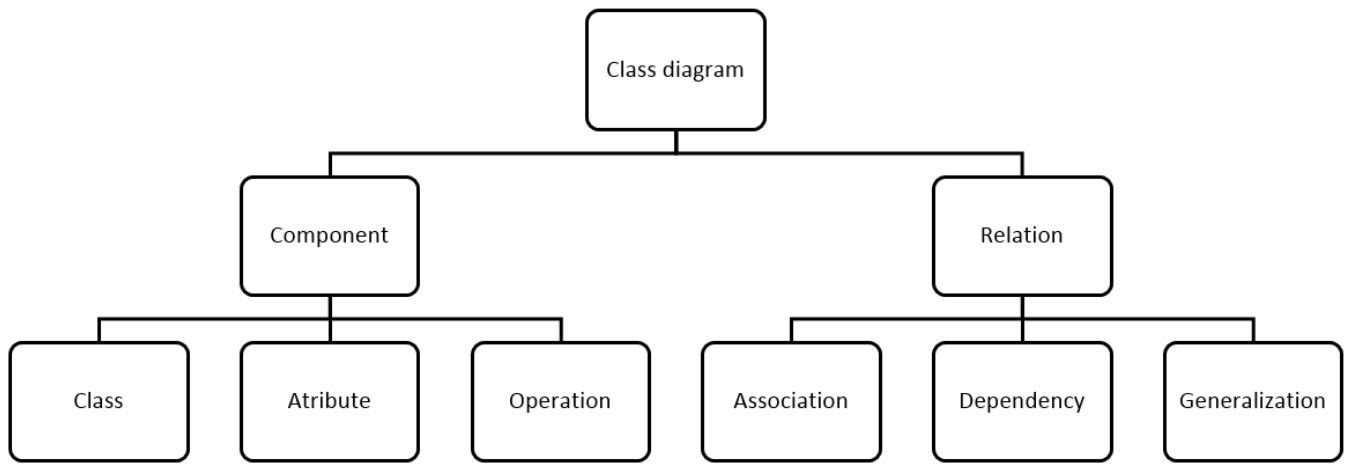 Class diagram
Component
Relation
Class
Atribute
Operation
Association
Dependency
Generalization